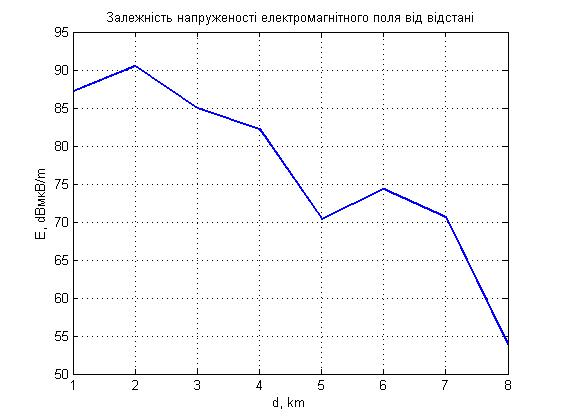 Залежність напруженості електромагнітного поля від відстані
95
90
85
80
75
70
65
60
55
50
E, dBмкВ/m
1 2 3 4 5 6 7 8
d, km